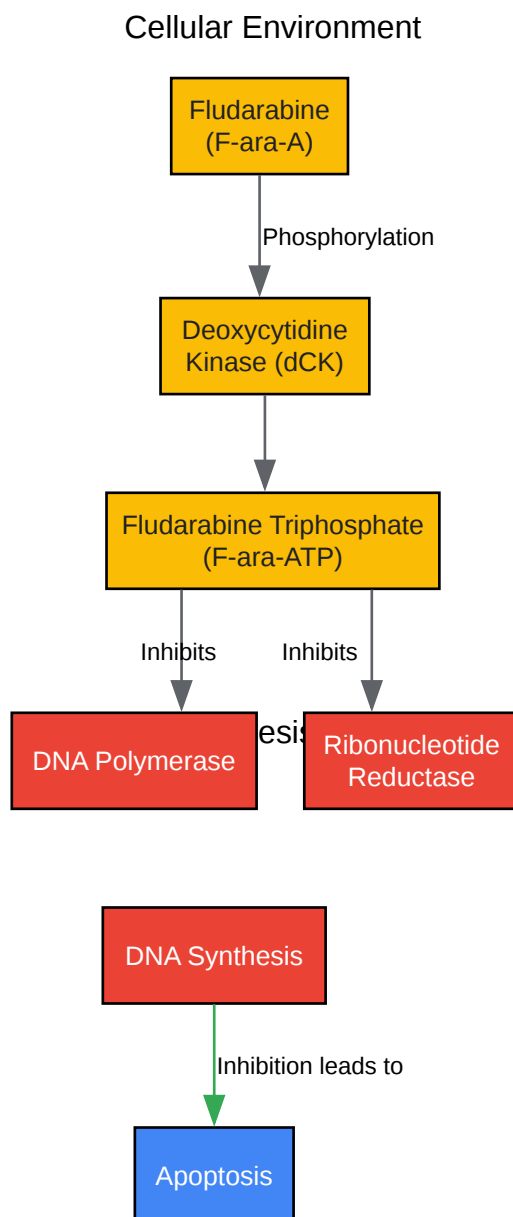 Cellular Environment
Fludarabine
(F-ara-A)
Phosphorylation
Deoxycytidine
Kinase (dCK)
Fludarabine Triphosphate
(F-ara-ATP)
Inhibits
Inhibits
DNA Polymerase
Ribonucleotide
Reductase
DNA Synthesis
Inhibition leads to
Apoptosis